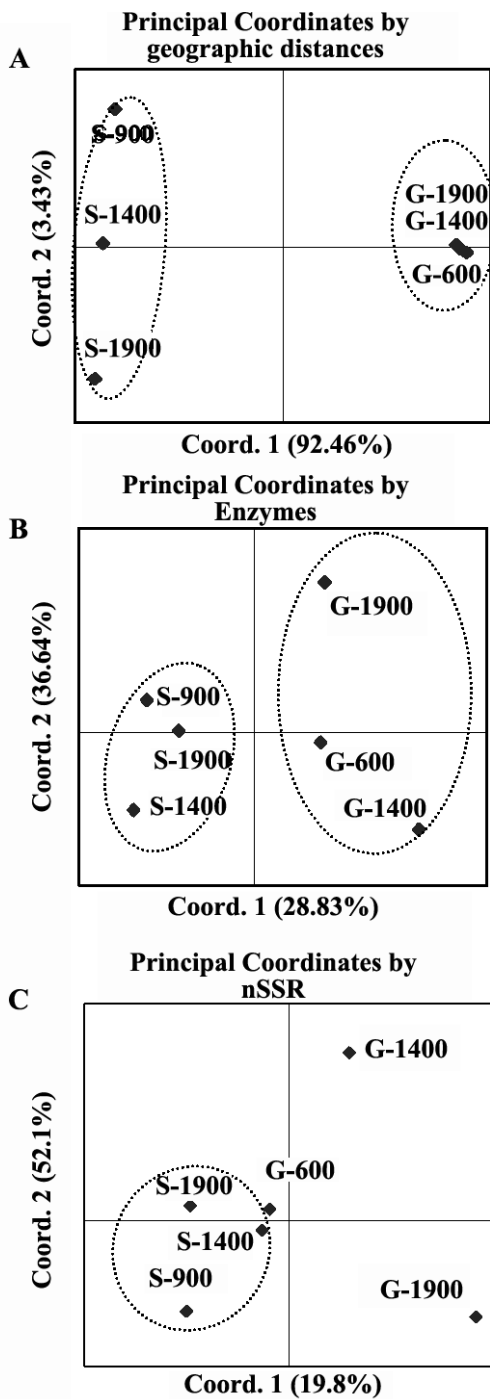 Principal Coordinates by
geographic distances
A
S-900
G-1900
S-1400
G-1400
G-600
S-1900
Coord. 2 (3.43%)
Coord. 1 (92.46%)
Principal Coordinates by
Enzymes
B
G-1900
S-900
S-1900
G-600
S-1400
G-1400
Coord. 2 (36.64%)
Coord. 1 (28.83%)
Principal Coordinates by
nSSR
C
G-1400
G-600
S-1900
S-1400
S-900
G-1900
Coord. 2 (52.1%)
Coord. 1 (19.8%)